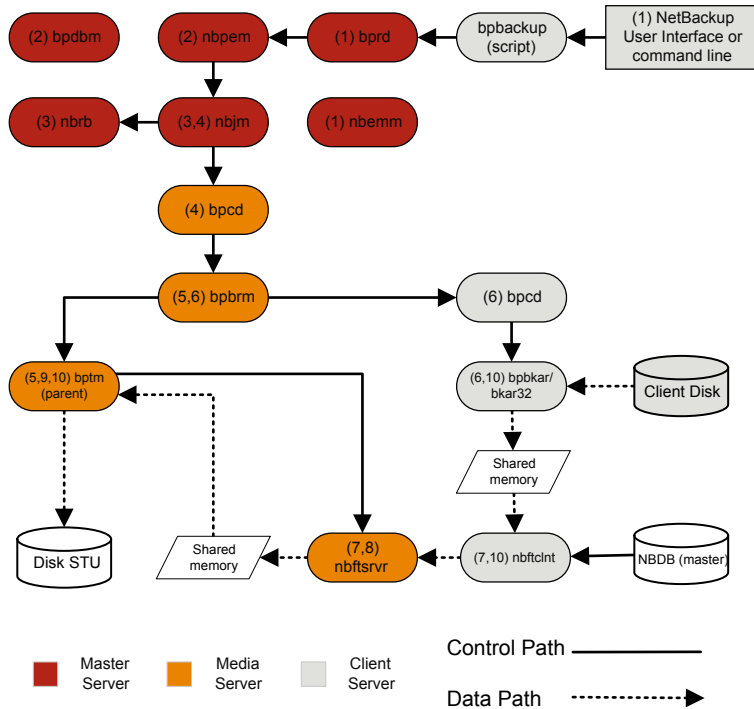 (2) bpdbm
(2) nbpem
(1) bprd
bpbackup
(script)
(1) NetBackup
User Interface or
command line
(3) nbrb
(3,4) nbjm
(1) nbemm
(4) bpcd
(5,6) bpbrm
(6) bpcd
(5,9,10) bptm
(parent)
(6,10) bpbkar/
bkar32
Client Disk
Shared
memory
Disk STU
Shared
memory
(7,8)
nbftsrvr
(7,10) nbftclnt
NBDB (master)
Master
Server
Media
Server
Client
Server
Control Path
Data Path